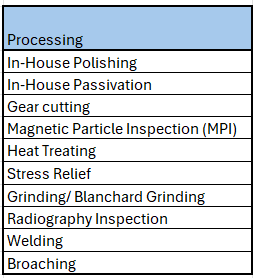 Processing
In-House Polishing
In-House Passivation
Gear cutting
Magnetic Particle Inspection (MPI)
Heat Treating
Stress Relief
Grinding/ Blanchard Grinding
Radiography Inspection
Welding
Broaching